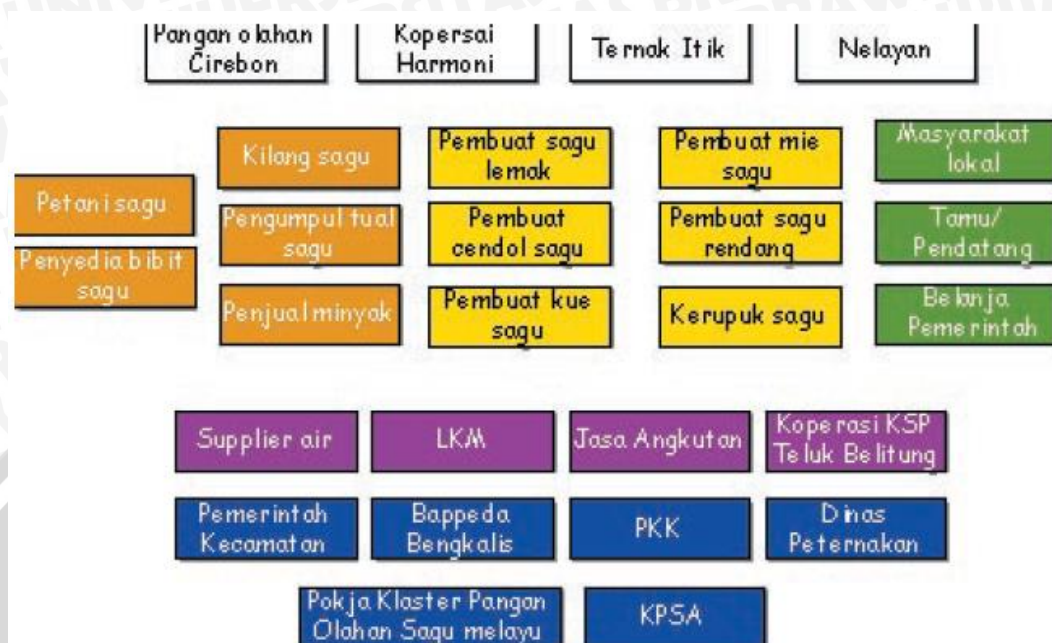 Pangan olahan
Cirebon
Kopersai
Harmoni
Ternak Itik
Nelayan
Kilang sagu
Pembuat sagu
lemak
Pembuat mie
sagu
Masyarakat
lokal
Petani sagu
Pengumpul tual
sagu
Pembuat
cendol sagu
Pembuat sagu
rendang
Tamu/
Pendatang
Penyedia bibit
sagu
Penjual minyak
Pembuat kue
sagu
Kerupuk sagu
Belanja
Pemerintah
Supplier air
LKM
Jasa Angkutan
Koperasi KSP
Teluk Belitung
Pemerintah
Kecamatan
Bappeda
Bengkalis
PKK
Dinas
Peternakan
Pokja Klaster Pangan
Olahan Sagu melayu
KPSA